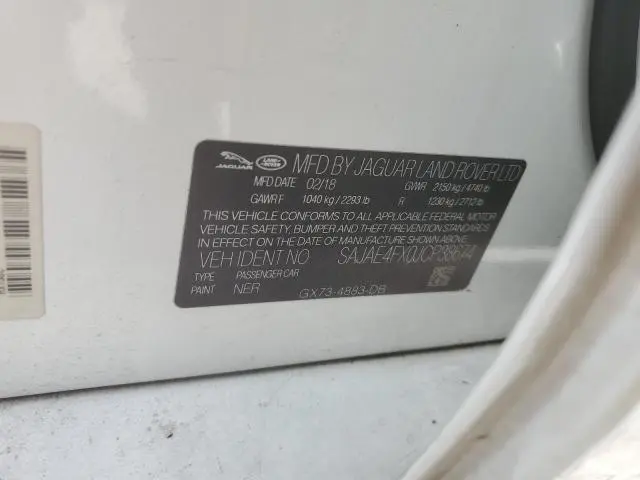 JAGUAR LAND ROVER MFD BY JAGUAR LAND ROVER LTD
MFD DATE 02/18 GVWR 2150 kg / 4740 lb
GAWR F 1040 kg / 2293 lb R 1230 kg / 2712 lb
THIS VEHICLE CONFORMS TO ALL APPLICABLE FEDERAL MOTOR
VEHICLE SAFETY, BUMPER AND THEFT PREVENTION STANDARDS
IN EFFECT ON THE DATE OF MANUFACTURE SHOWN ABOVE
VEH IDENT NO
TYPE PASSENGER CAR
PAINT NER GX73-4883-DB